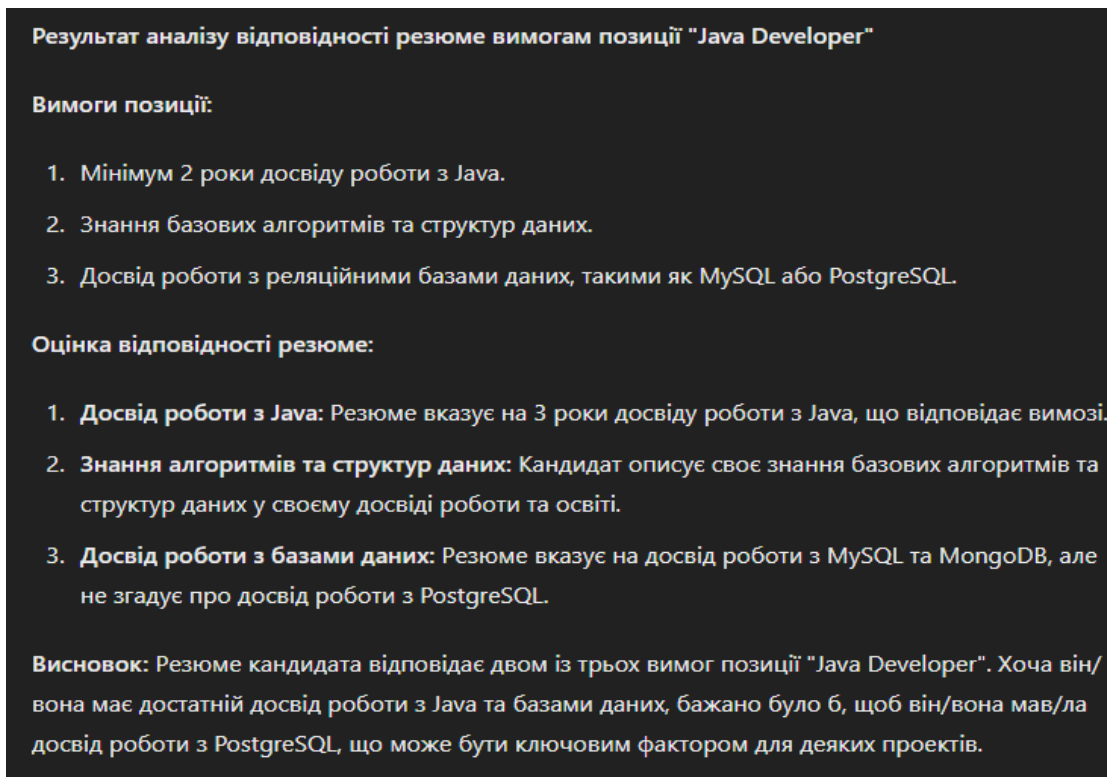 Результат аналізу відповідності резюме вимогам позиції "Java Developer"
Вимоги позиції:
1. Мінімум 2 роки досвіду роботи з Java.
2. Знання базових алгоритмів та структур даних.
3. Досвід роботи з реляційними базами даних, такими як MySQL або PostgreSQL.
Оцінка відповідності резюме:
1. Досвід роботи з Java: Резюме вказує на 3 роки досвіду роботи з Java, що відповідає вимозі.
2. Знання алгоритмів та структур даних: Кандидат описує своє знання базових алгоритмів та
структур даних у своєму досвіді роботи та освіті.
3. Досвід роботи з базами даних: Резюме вказує на досвід роботи з MySQL та MongoDB, але
не згадує про досвід роботи з PostgreSQL.
Висновок: Резюме кандидата відповідає двом із трьох вимог позиції "Java Developer". Хоча він/
вона має достатній досвід роботи з Java та базами даних, бажано було б, щоб він/вона мав/ла
досвід роботи з PostgreSQL, що може бути ключовим фактором для деяких проектів.